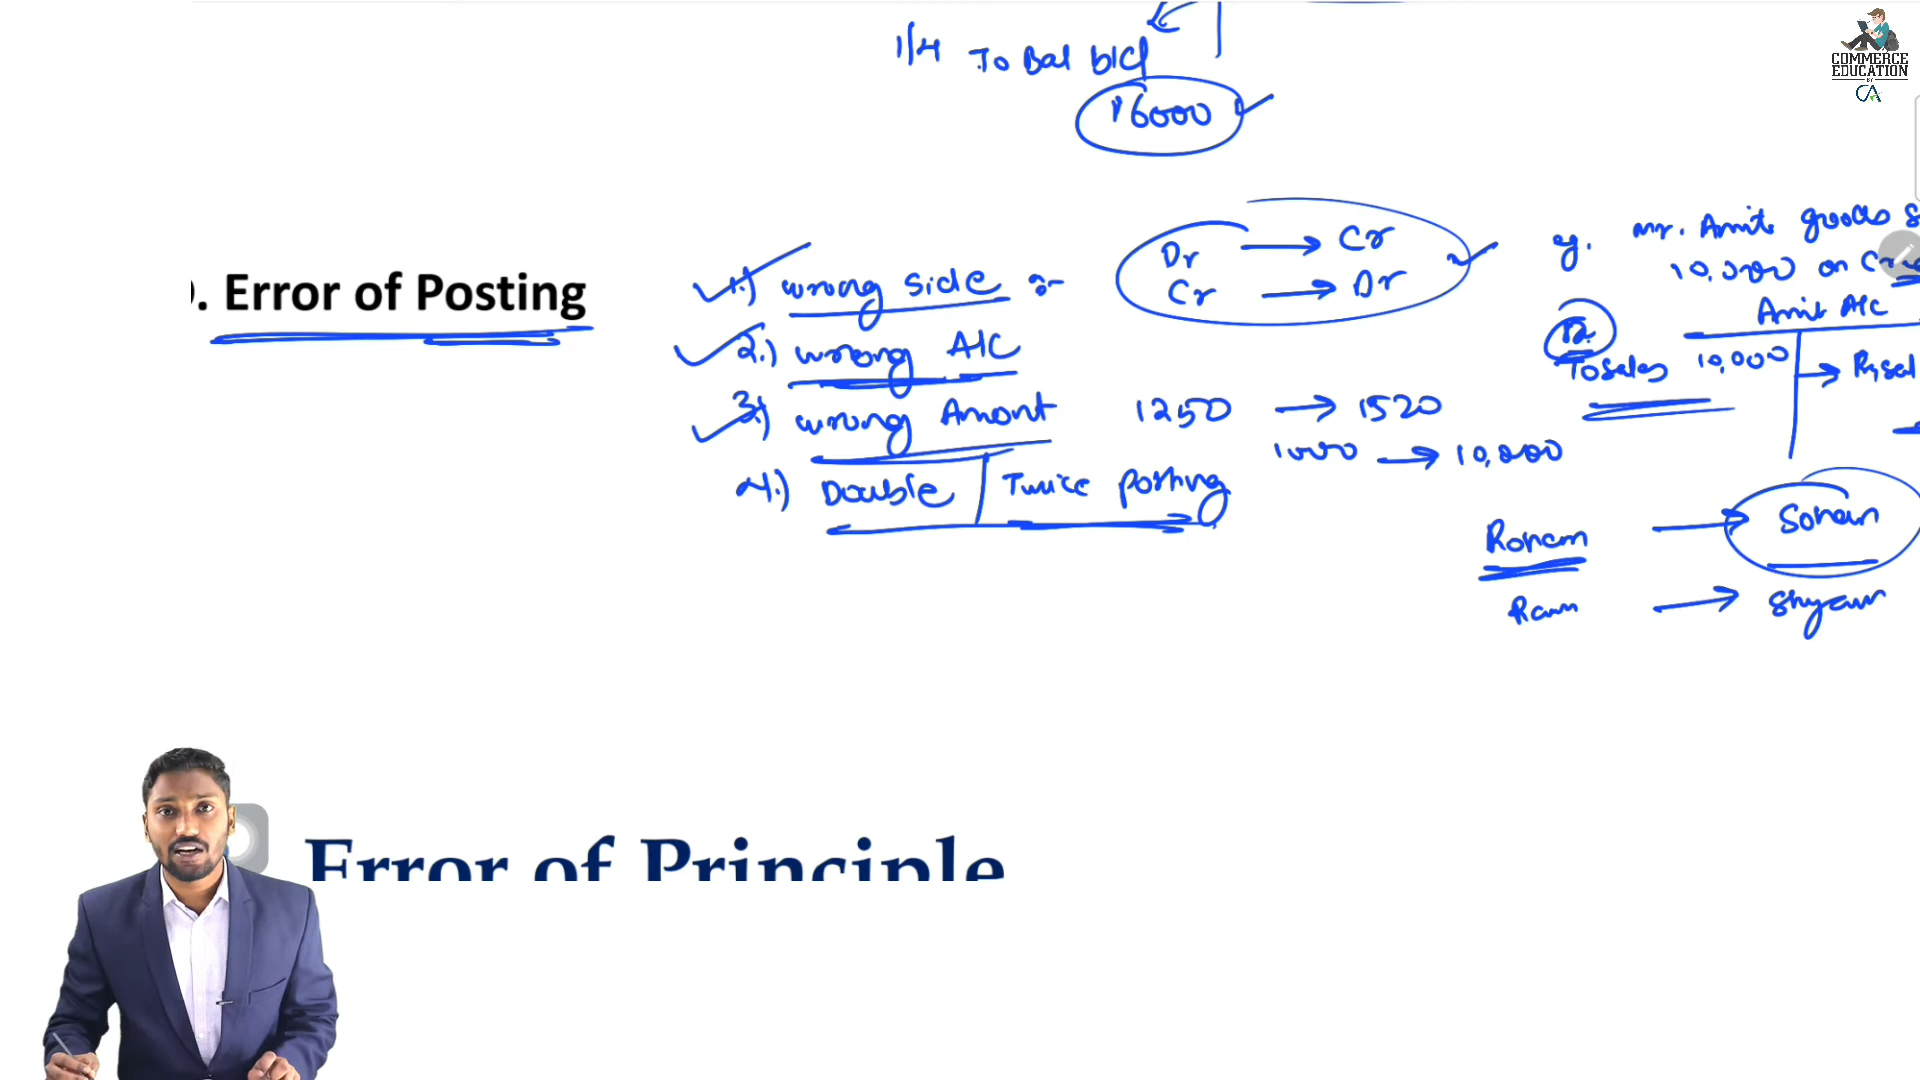 COMMERCE
EDUCATION
BY
CA
1/4 To Bal b/d
16000
. Error of Posting
1.) wrong side :-
Dr → Cr
Cr → Dr
2.) wrong A/C
3.) wrong Amont 1250 → 1520
1000 → 10,000
4.) Double / Twice posting
eg. mr. Amit goods
10,000 on
Amit A/C
To Sales 10,000
Roham → Sohan
Ram → Shyam
Error of Principle